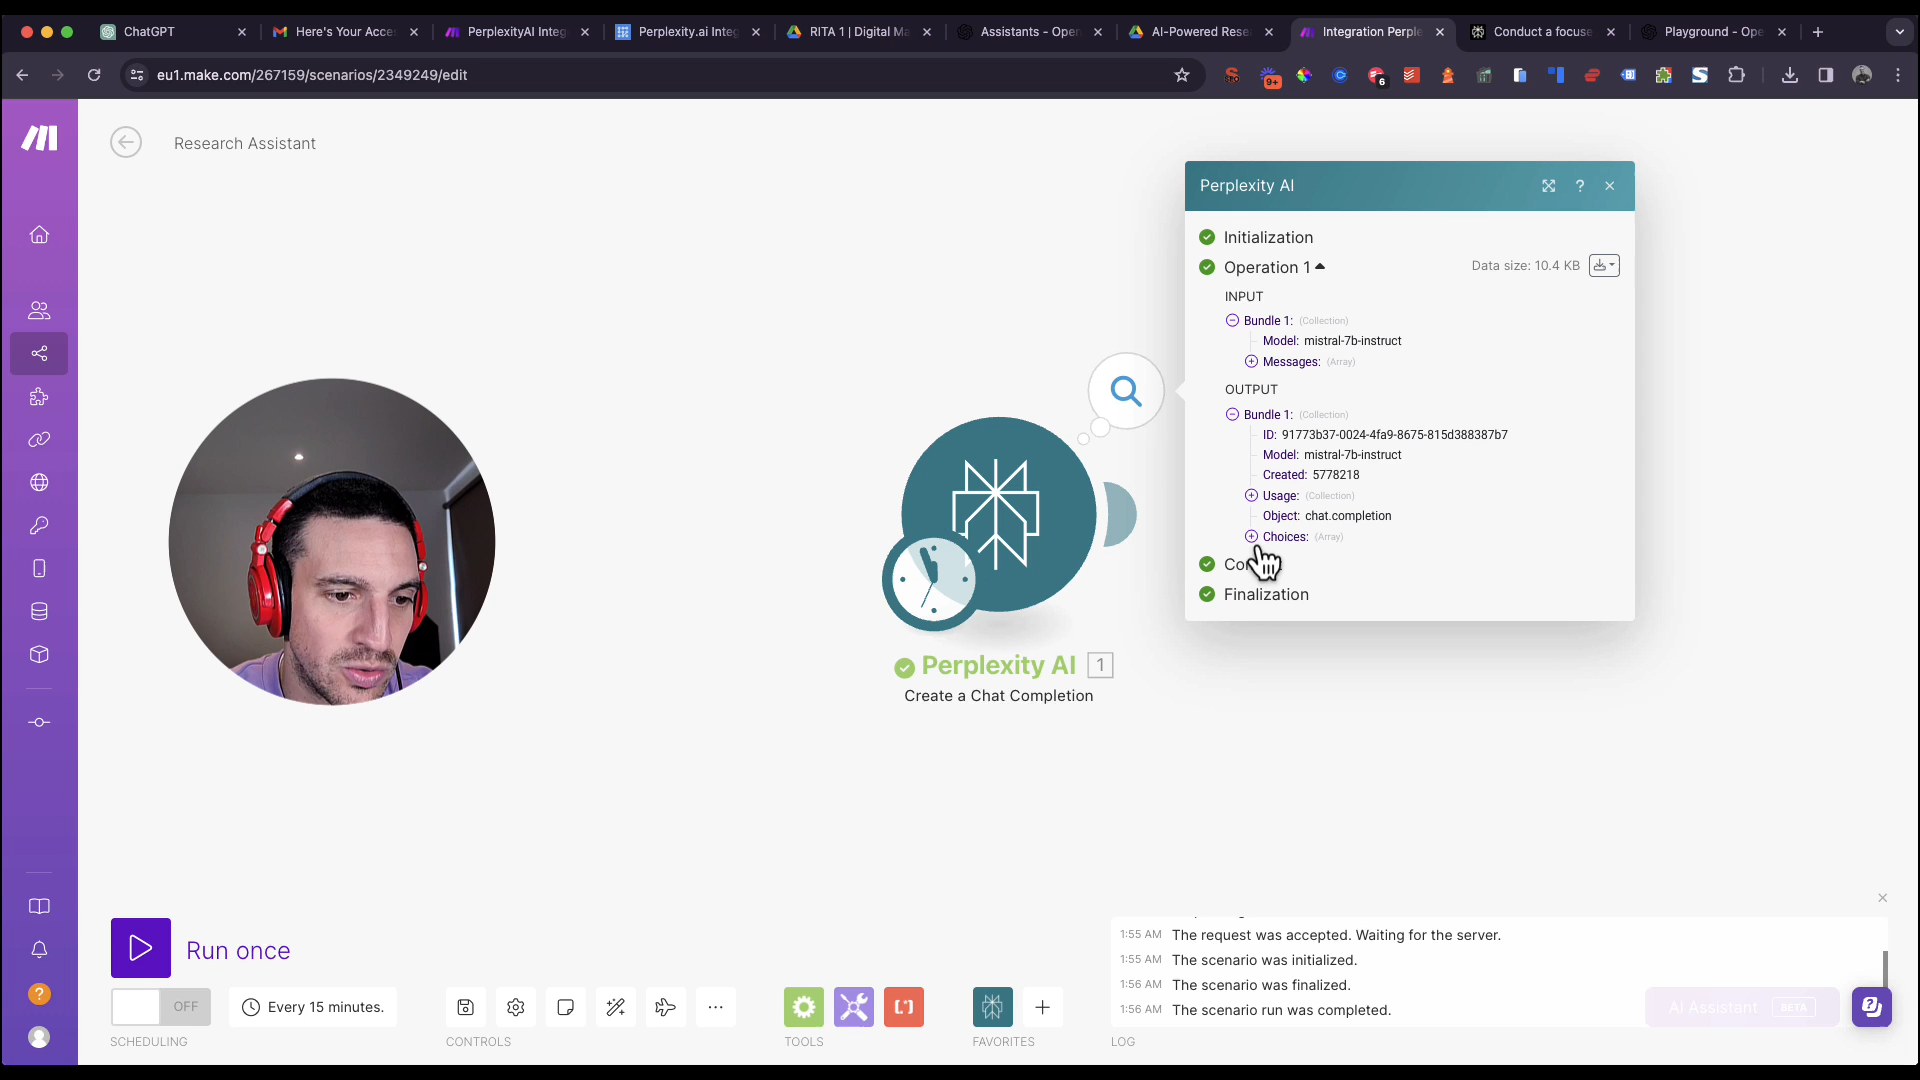 ChatGPT
Here's Your Acce
PerplexityAI Integ
Perplexity.ai Integ
RITA 1 | Digital Ma
Assistants - Open
AI-Powered Rese
Integration Perple
Conduct a focuse
Playground - Ope
eu1.make.com/267159/scenarios/2349249/edit
9+
6
Research Assistant
Perplexity AI
?
Initialization
Operation 1
Data size: 10.4 KB
INPUT
Bundle 1: (Collection)
Model: mistral-7b-instruct
Messages: (Array)
OUTPUT
Bundle 1: (Collection)
ID: 91773b37-0024-4fa9-8675-815d388387b7
Model: mistral-7b-instruct
Created: 5778218
Usage: (Collection)
Object: chat.completion
Choices: (Array)
Finalization
Perplexity AI 1
Create a Chat Completion
Run once
OFF
Every 15 minutes.
SCHEDULING
CONTROLS
TOOLS
FAVORITES
LOG
1:55 AM The request was accepted. Waiting for the server.
1:55 AM The scenario was initialized.
1:56 AM The scenario was finalized.
1:56 AM The scenario run was completed.
AI Assistant BETA
?